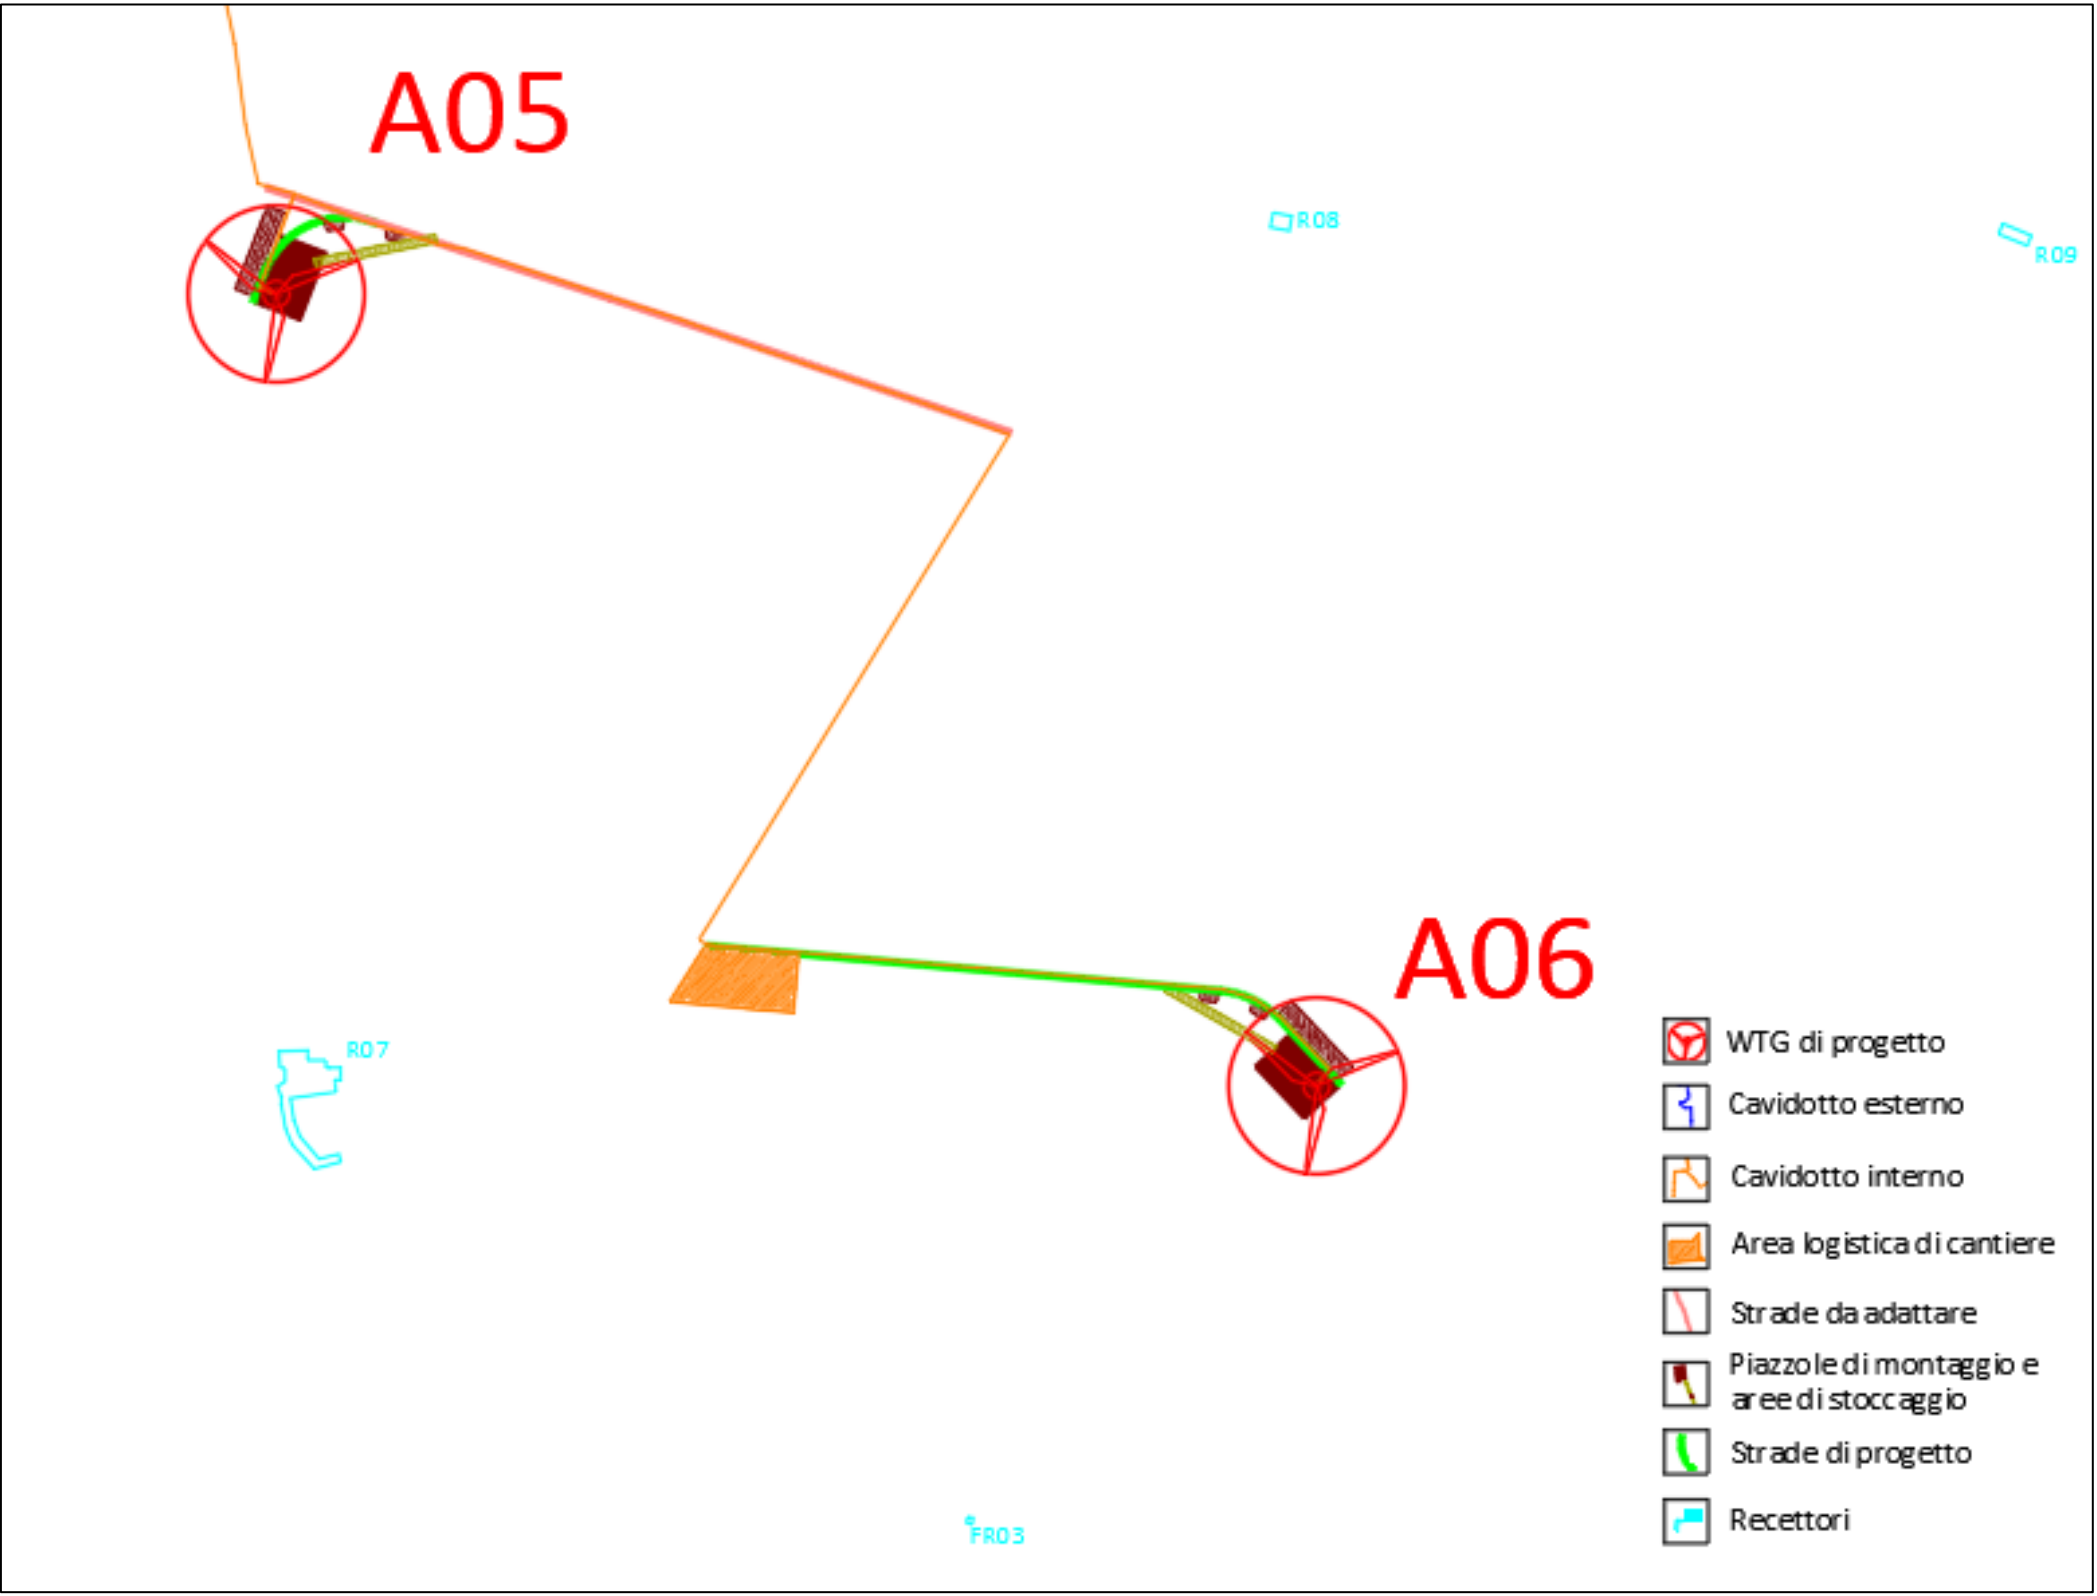 A05
R08
R09
A06
R07
WTG di progetto
Cavidotto esterno
Cavidotto interno
Area logistica di cantiere
Strade da adattare
Piazzole di montaggio e
aree di stoccaggio
Strade di progetto
Recettori
FR03